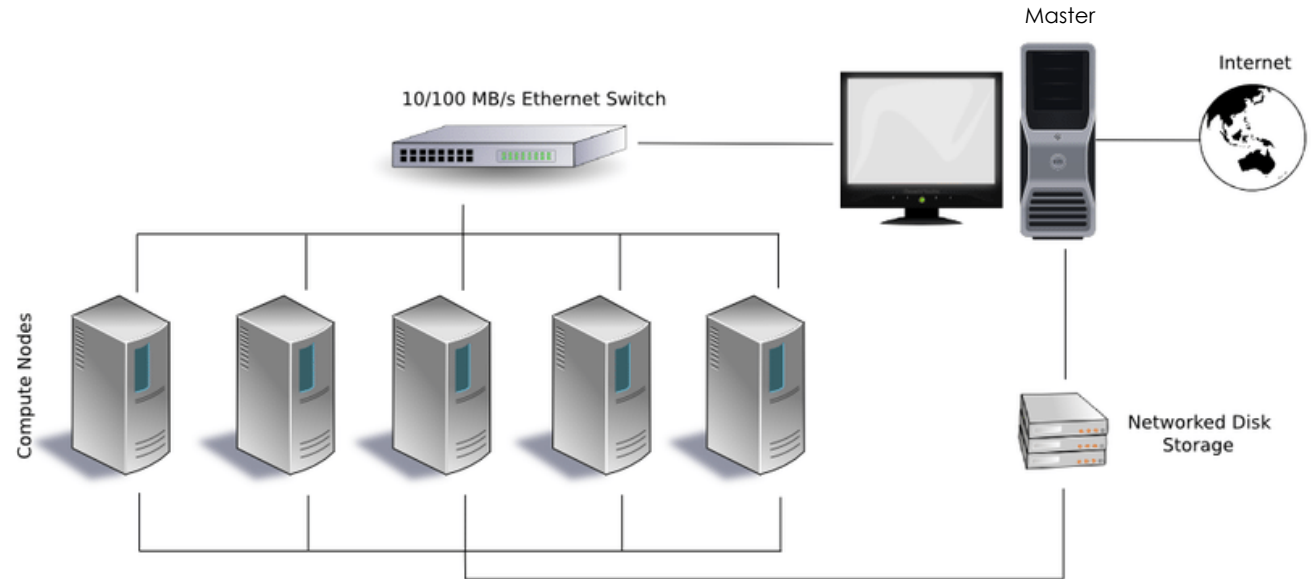 Master
Internet
10/100 MB/s Ethernet Switch
Compute Nodes
Networked Disk
Storage